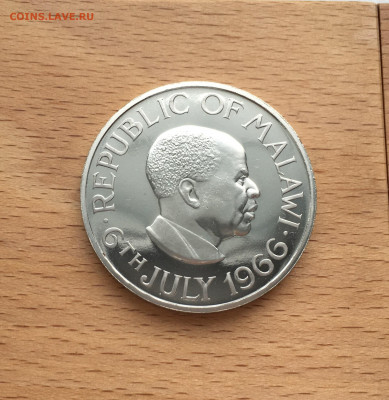 COINS.LAVE.RU
· REPUBLIC OF MALAWI ·
6TH JULY 1966